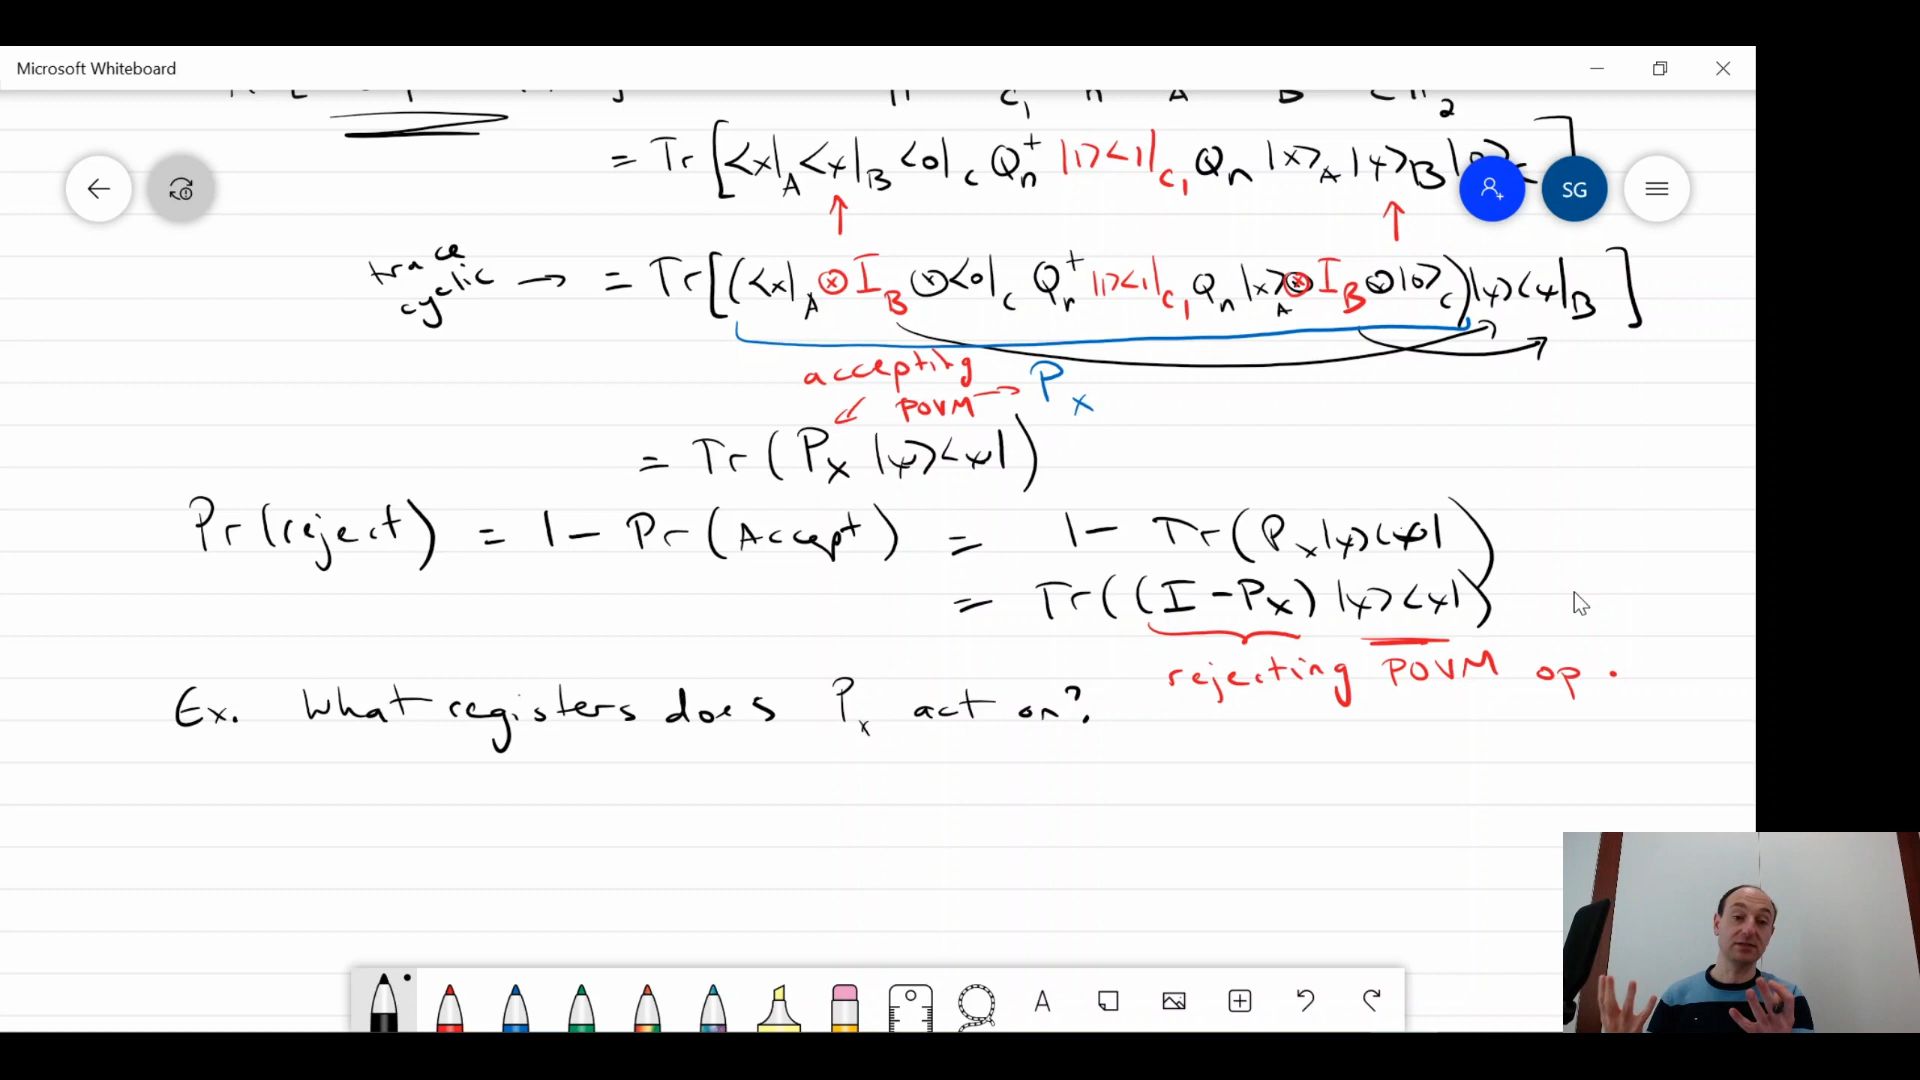 Microsoft Whiteboard
= Tr[<x|_A <ψ|_B <0|_C Q_n^† |1><1|_{C_1} Q_n |x>_A |ψ>_B |0>_C]
SG
trace cyclic → = Tr[(<x|_A ⊗ I_B ⊗ <0|_C Q_n^† |1><1|_{C_1} Q_n |x>_A ⊗ I_B ⊗ |0>_C) |ψ><ψ|_B]
accepting
POVM → P_x
= Tr(P_x |ψ><ψ|)
Pr(reject) = 1 - Pr(Accept) = 1 - Tr(P_x |ψ><ψ|)
= Tr((I - P_x) |ψ><ψ|)
rejecting POVM op.
Ex. What registers does P_x act on?
A